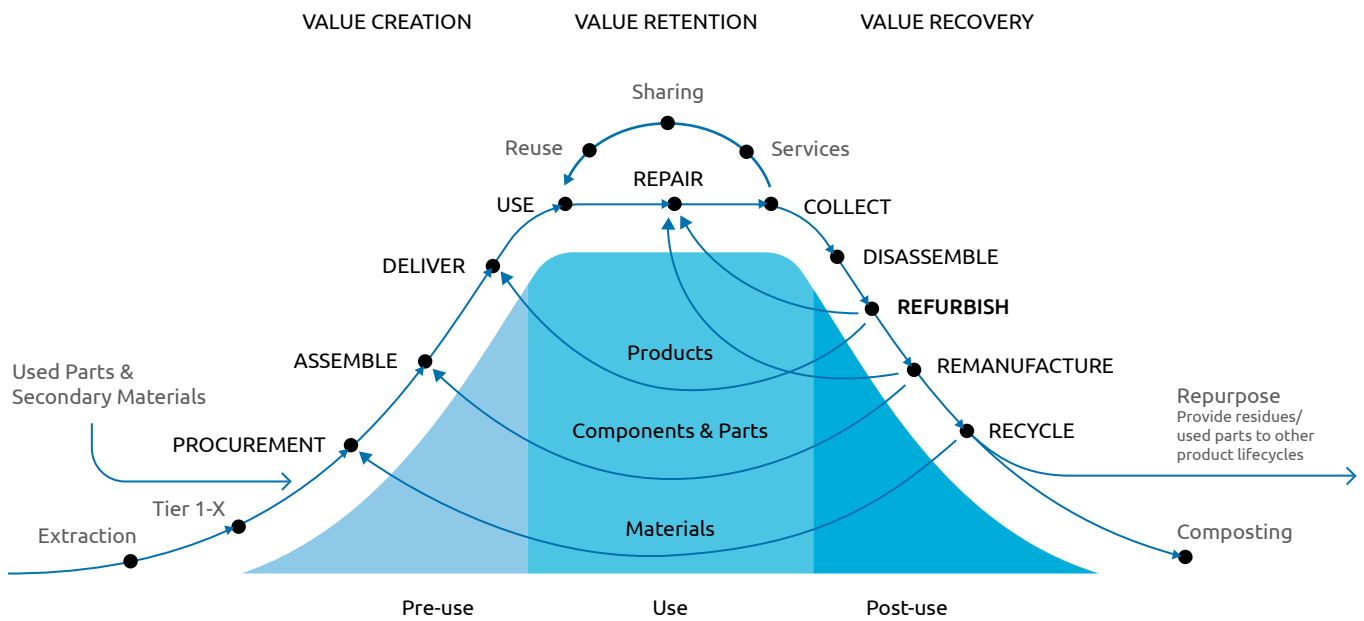 VALUE CREATION
VALUE RETENTION
VALUE RECOVERY
Sharing
Reuse
Services
REPAIR
USE
COLLECT
DELIVER
DISASSEMBLE
REFURBISH
Products
ASSEMBLE
REMANUFACTURE
Used Parts &
Secondary Materials
Repurpose
Provide residues/
used parts to other
product lifecycles
Components & Parts
RECYCLE
PROCUREMENT
Tier 1-X
Materials
Extraction
Composting
Pre-use
Use
Post-use